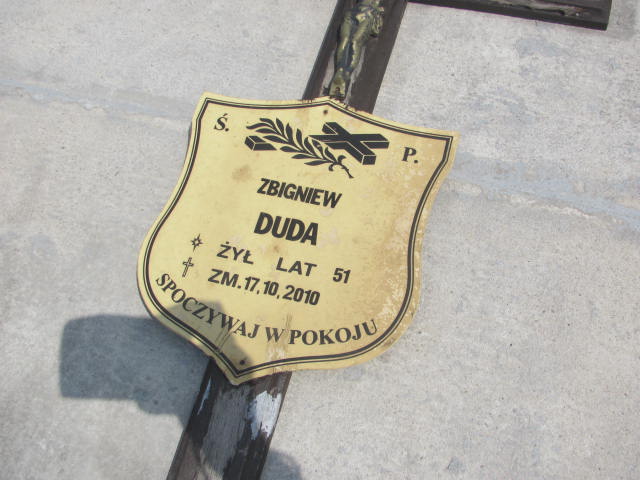 Ś. P.
ZBIGNIEW
DUDA
ŻYŁ LAT 51
ZM. 17,10,2010
SPOCZYWAJ W POKOJU